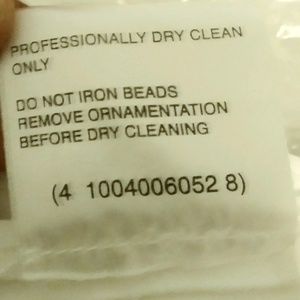 PROFESSIONALLY DRY CLEAN
ONLY
DO NOT IRON BEADS
REMOVE ORNAMENTATION
BEFORE DRY CLEANING
(4 1004006052 8)